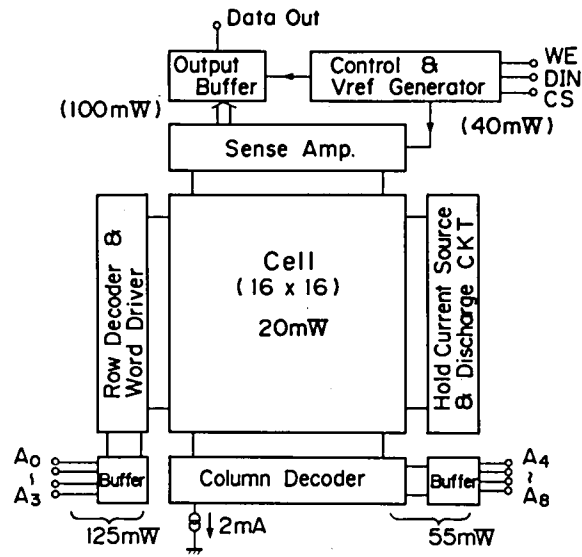 Data Out
Output
Buffer
Control &
Vref Generator
WE
DIN
CS
(100mW)
(40mW)
Sense Amp.
Row Decoder &
Word Driver
Cell
(16 x 16)
20mW
Hold Current Source
& Discharge CKT
A0
~
A3
Buffer
Column Decoder
Buffer
A4
~
A8
125mW
2mA
55mW